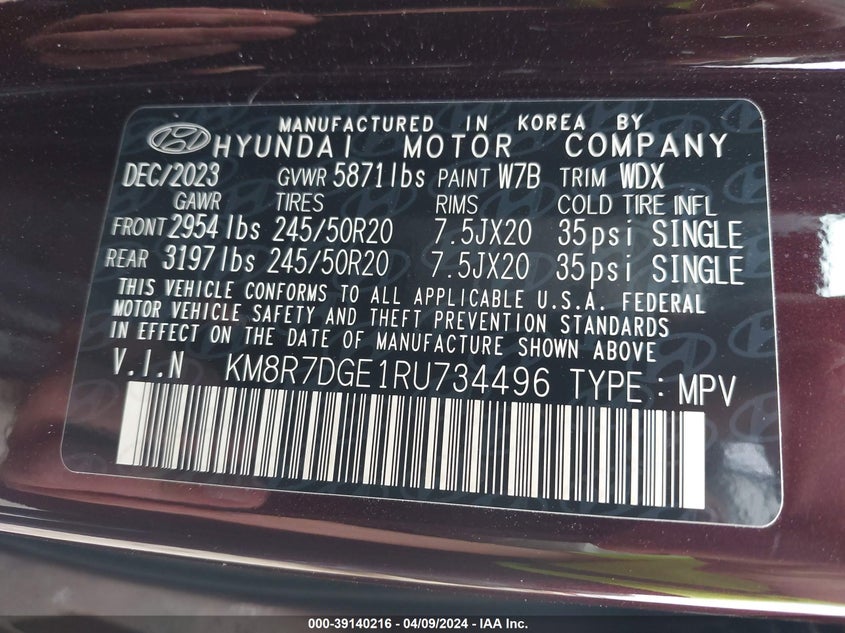 MANUFACTURED IN KOREA BY
HYUNDAI MOTOR COMPANY
DEC/2023 GVWR 5871lbs PAINT W7B TRIM WDX
GAWR TIRES RIMS COLD TIRE INFL
FRONT 2954lbs 245/50R20 7.5JX20 35psi SINGLE
REAR 3197lbs 245/50R20 7.5JX20 35psi SINGLE
THIS VEHICLE CONFORMS TO ALL APPLICABLE U.S.A. FEDERAL
MOTOR VEHICLE SAFETY AND THEFT PREVENTION STANDARDS
IN EFFECT ON THE DATE OF MANUFACTURE SHOWN ABOVE
V.I.N KM8R7DGE1RU734496 TYPE : MPV
000-39140216 - 04/09/2024 - IAA Inc.